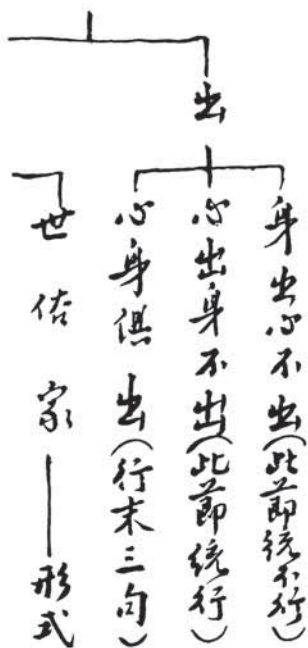 出
身出心不出（此節統不行）
心出身不出（此節統行）
心身俱出（行末三句）
世俗家——形式